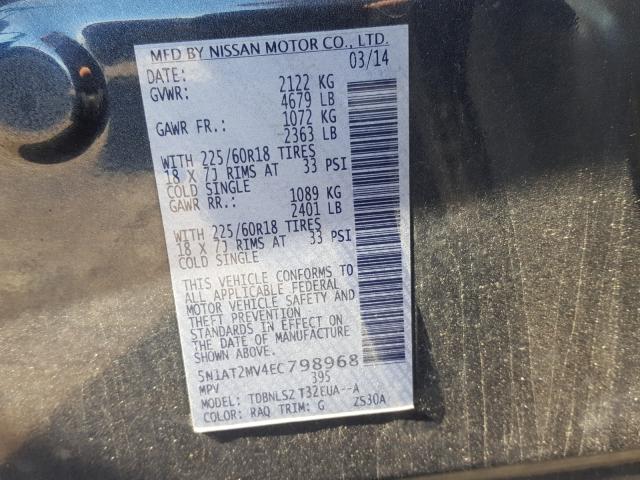 MFD BY NISSAN MOTOR CO., LTD.
DATE: 03/14
GVWR: 2122 KG
4679 LB
GAWR FR.: 1072 KG
2363 LB
WITH 225/60R18 TIRES
18 X 7J RIMS AT 33 PSI
COLD SINGLE
GAWR RR.: 1089 KG
2401 LB
WITH 225/60R18 TIRES
18 X 7J RIMS AT 33 PSI
COLD SINGLE
THIS VEHICLE CONFORMS TO
ALL APPLICABLE FEDERAL
MOTOR VEHICLE SAFETY AND
THEFT PREVENTION
STANDARDS IN EFFECT ON
THE DATE OF MANUFACTURE
SHOWN ABOVE.
5N1AT2MV4EC798968
MPV 395
MODEL: TDBNLSZ T32EUA--A
COLOR: RAQ TRIM: G ZS30A